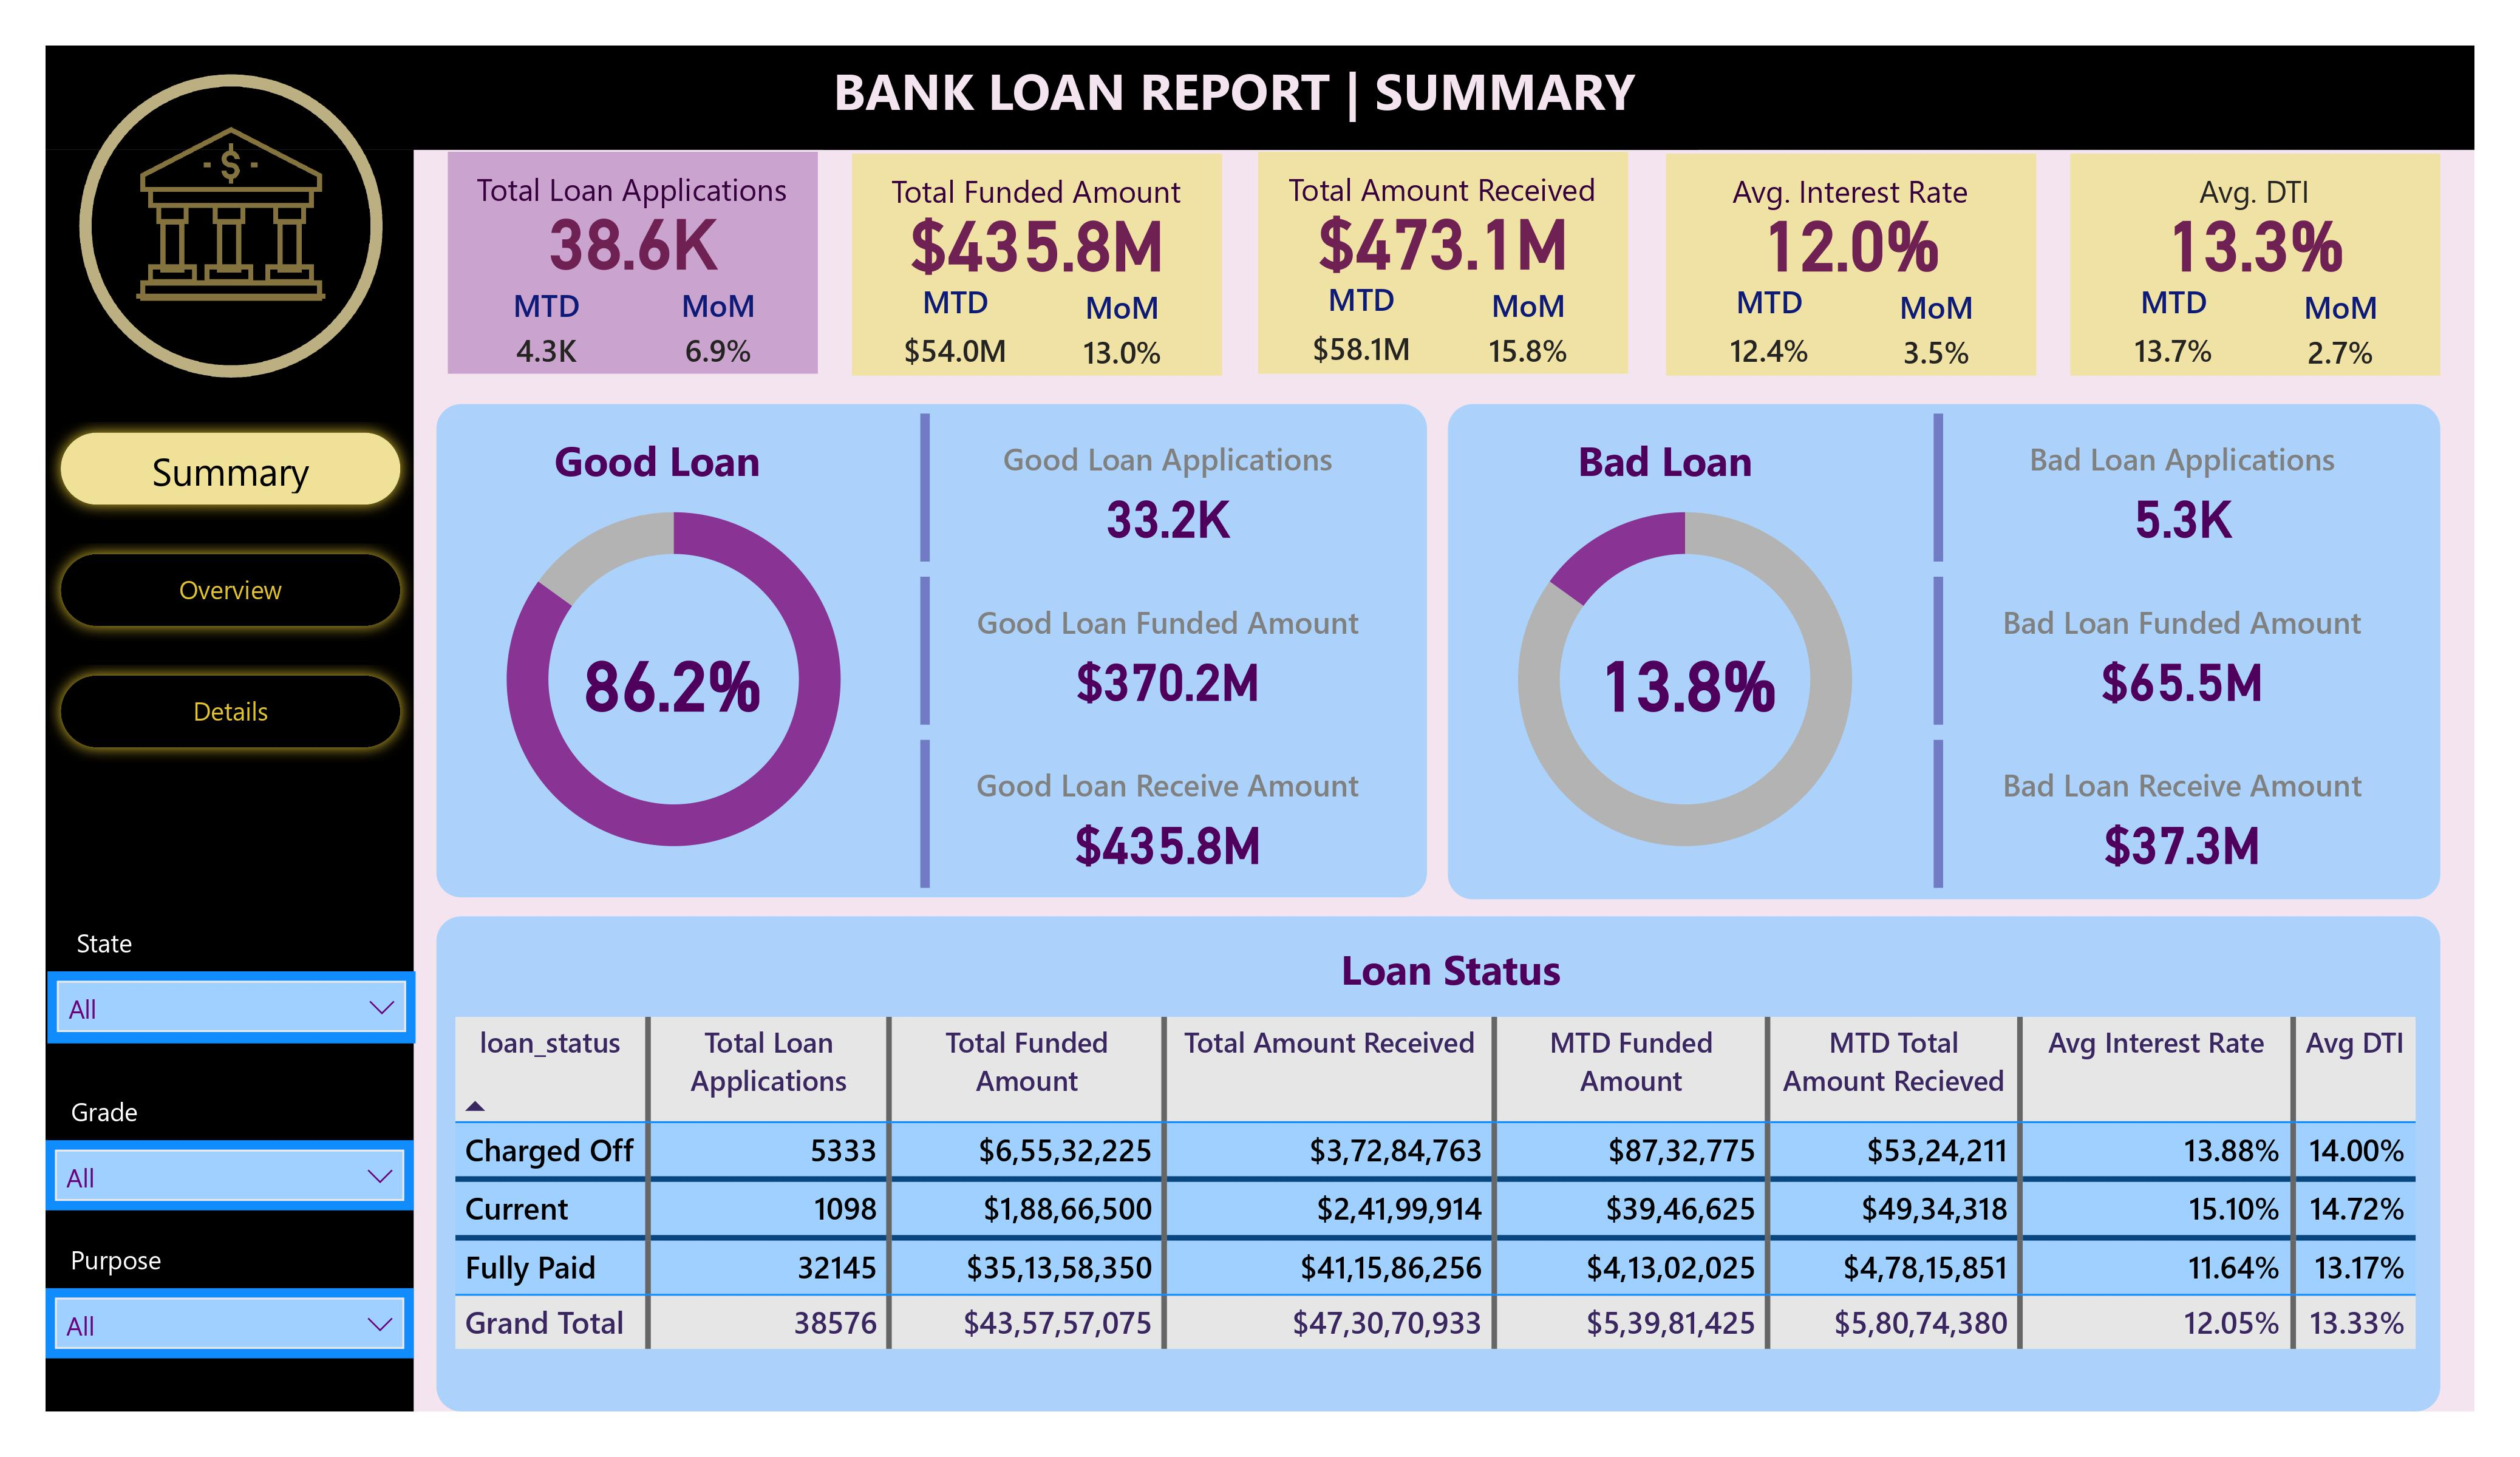 BANK LOAN REPORT | SUMMARY
$
Total Loan Applications
38.6K
MTD MoM
4.3K 6.9%
Total Funded Amount
$435.8M
MTD MoM
$54.0M 13.0%
Total Amount Received
$473.1M
MTD MoM
$58.1M 15.8%
Avg. Interest Rate
12.0%
MTD MoM
12.4% 3.5%
Avg. DTI
13.3%
MTD MoM
13.7% 2.7%
Summary
Overview
Details
State
All
Grade
All
Purpose
All
Good Loan
86.2%
Good Loan Applications
33.2K
Good Loan Funded Amount
$370.2M
Good Loan Receive Amount
$435.8M
Bad Loan
13.8%
Bad Loan Applications
5.3K
Bad Loan Funded Amount
$65.5M
Bad Loan Receive Amount
$37.3M
Loan Status
loan_status Total Loan Total Funded Total Amount Received MTD Funded MTD Total Avg Interest Rate Avg DTI
Applications Amount Amount Amount Recieved
Charged Off 5333 $6,55,32,225 $3,72,84,763 $87,32,775 $53,24,211 13.88% 14.00%
Current 1098 $1,88,66,500 $2,41,99,914 $39,46,625 $49,34,318 15.10% 14.72%
Fully Paid 32145 $35,13,58,350 $41,15,86,256 $4,13,02,025 $4,78,15,851 11.64% 13.17%
Grand Total 38576 $43,57,57,075 $47,30,70,933 $5,39,81,425 $5,80,74,380 12.05% 13.33%